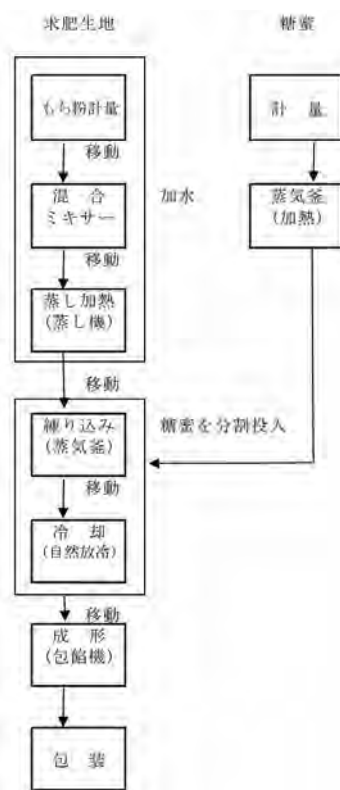 求肥生地
糖蜜
もち粉計量
計 量
移動
混 合
ミキサー
加水
蒸気釜
(加熱)
移動
蒸し加熱
(蒸し機)
移動
練り込み
(蒸気釜)
糖蜜を分割投入
移動
冷 却
(自然放冷)
移動
成 形
(包餡機)
包 装